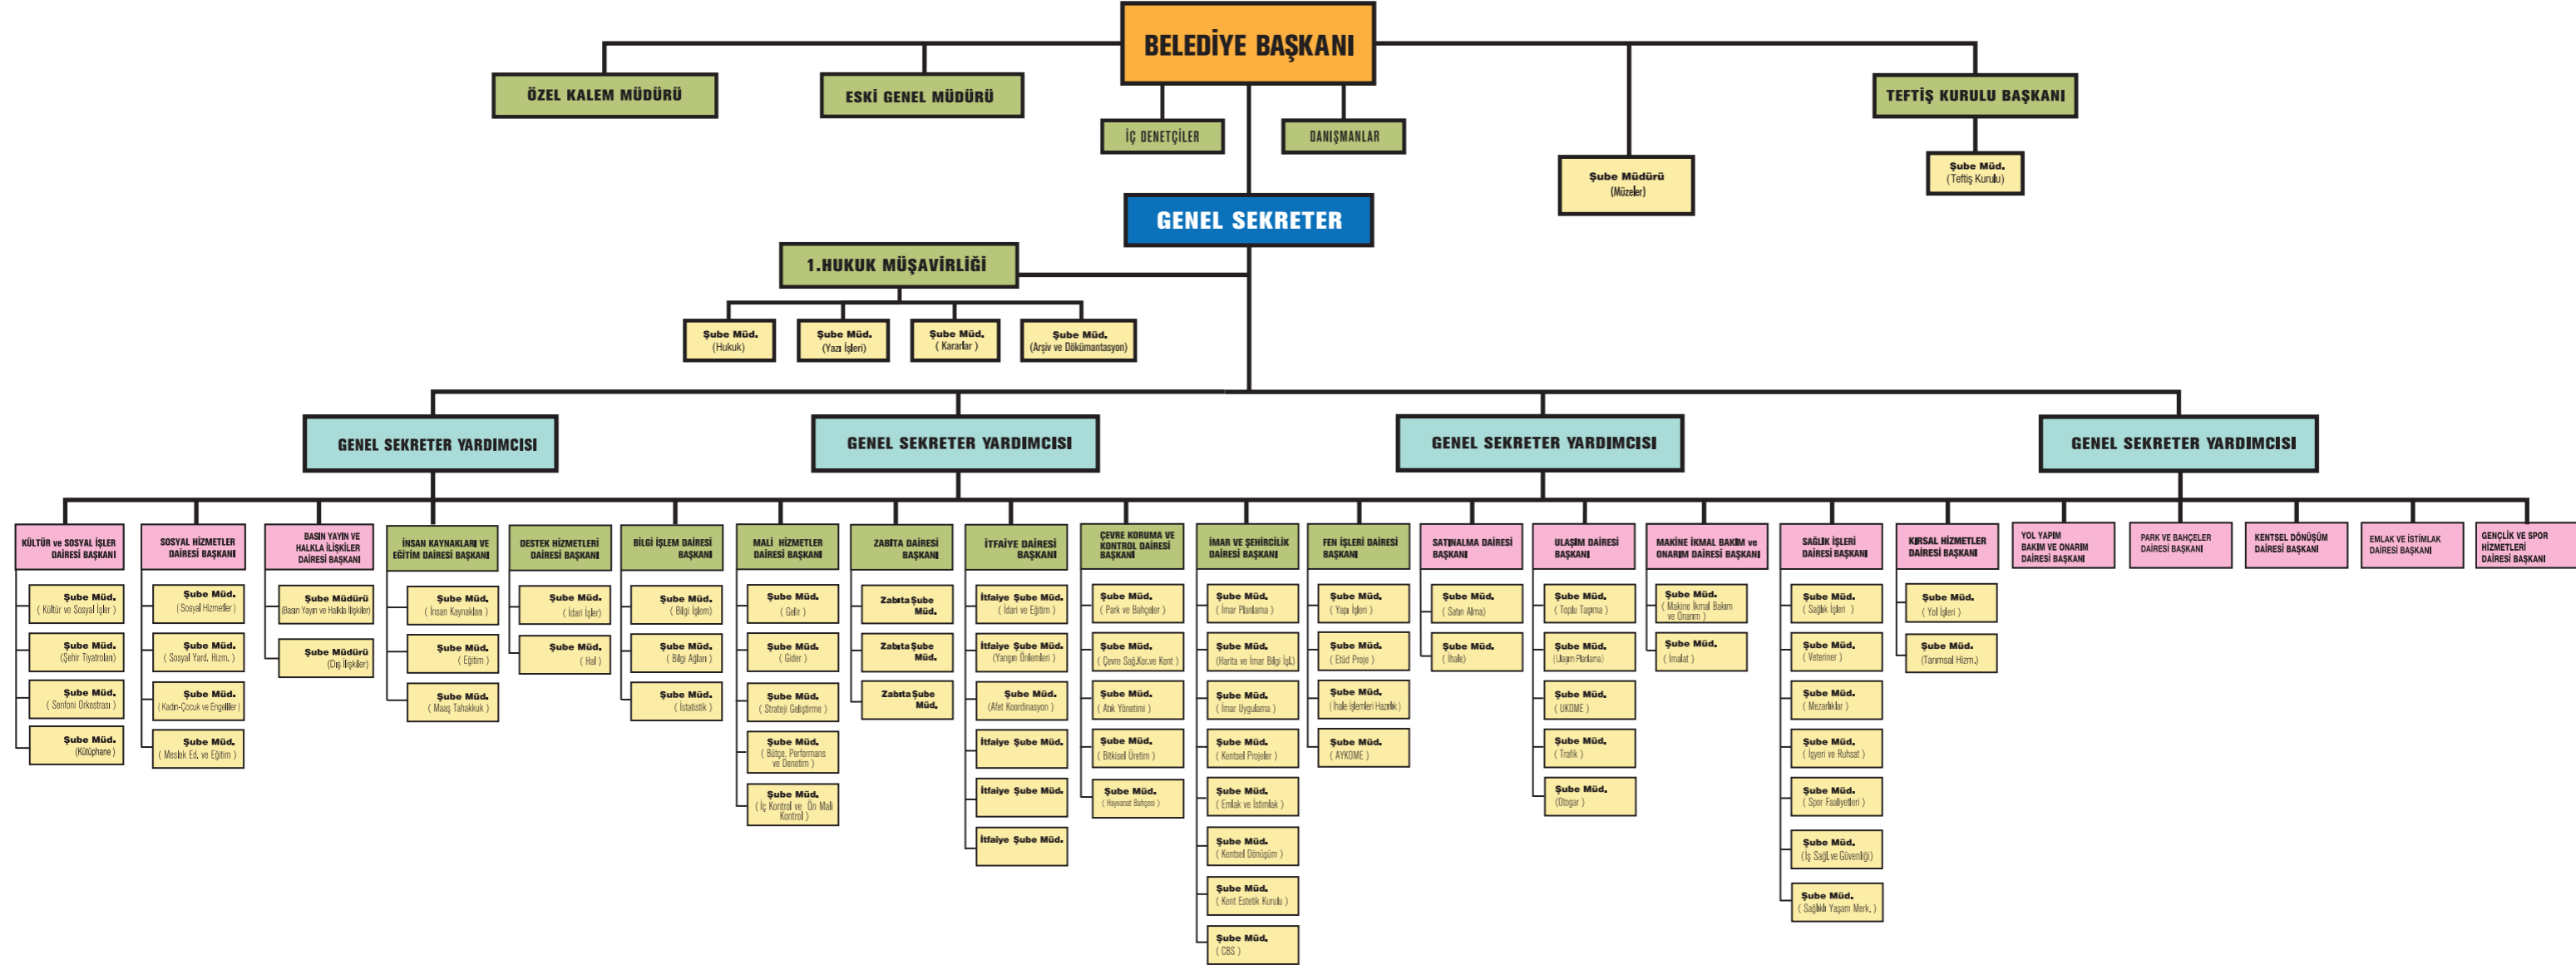 BELEDİYE BAŞKANI
ÖZEL KALEM MÜDÜRÜ
ESKİ GENEL MÜDÜRÜ
TEFTİŞ KURULU BAŞKANI
İÇ DENETÇİLER
DANIŞMANLAR
Şube Müdürü
(Müzeler)
Şube Müd.
(Teftiş Kurulu)
GENEL SEKRETER
1.HUKUK MÜŞAVİRLİĞİ
Şube Müd.
(Hukuk)
Şube Müd.
(Yazı İşleri)
Şube Müd.
( Kararlar )
Şube Müd.
(Arşiv ve Dökümantasyon)
GENEL SEKRETER YARDIMCISI
GENEL SEKRETER YARDIMCISI
GENEL SEKRETER YARDIMCISI
GENEL SEKRETER YARDIMCISI
KÜLTÜR ve SOSYAL İŞLER
DAİRESİ BAŞKANI
Şube Müd.
( Kültür ve Sosyal İşler )
Şube Müd.
(Şehir Tiyatroları)
Şube Müd.
( Senfoni Orkestrası )
Şube Müd.
(Kütüphane )
SOSYAL HİZMETLER
DAİRESİ BAŞKANI
Şube Müd.
( Sosyal Hizmetler )
Şube Müd.
( Sosyal Yard. Hizm. )
Şube Müd.
( Kadın-Çocuk ve Engelliler )
Şube Müd.
( Meslek Ed. ve Eğitim )
BASIN YAYIN VE
HALKLA İLİŞKİLER
DAİRESİ BAŞKANI
Şube Müdürü
(Basın Yayın ve Halkla İlişkiler)
Şube Müdürü
(Dış İlişkiler)
İNSAN KAYNAKLARI VE
EĞİTİM DAİRESİ BAŞKANI
Şube Müd.
( İnsan Kaynakları )
Şube Müd.
( Eğitim )
Şube Müd.
( Maaş Tahakkuk )
DESTEK HİZMETLERİ
DAİRESİ BAŞKANI
Şube Müd.
( İdari İşler)
Şube Müd.
( Hal )
BİLGİ İŞLEM DAİRESİ
BAŞKANI
Şube Müd.
( Bilgi İşlem)
Şube Müd.
( Bilgi Ağları )
Şube Müd.
( İstatistik )
MALİ HİZMETLER
DAİRESİ BAŞKANI
Şube Müd.
( Gelir )
Şube Müd.
( Gider )
Şube Müd.
( Strateji Geliştirme )
Şube Müd.
( Bütçe, Performans
ve Denetim )
Şube Müd.
( İç Kontrol ve Ön Mali
Kontrol )
ZABITA DAİRESİ
BAŞKANI
Zabıta Şube
Müd.
Zabıta Şube
Müd.
Zabıta Şube
Müd.
İTFAİYE DAİRESİ
BAŞKANI
İtfaiye Şube Müd.
( İdari ve Eğitim )
İtfaiye Şube Müd.
(Yangın Önlemleri )
Şube Müd.
(Afet Koordinasyon )
İtfaiye Şube Müd.
İtfaiye Şube Müd.
İtfaiye Şube Müd.
ÇEVRE KORUMA VE
KONTROL DAİRESİ
BAŞKANI
Şube Müd.
( Park ve Bahçeler )
Şube Müd.
( Çevre Sağ.Kor.ve Kont )
Şube Müd.
( Atık Yönetimi )
Şube Müd.
( Bitkisel Üretim )
Şube Müd.
( Hayvanat Bahçesi )
İMAR VE ŞEHİRCİLİK
DAİRESİ BAŞKANI
Şube Müd.
( İmar Planlama )
Şube Müd.
(Harita ve İmar Bilgi İşl.)
Şube Müd.
( İmar Uygulama )
Şube Müd.
( Kentsel Projeler )
Şube Müd.
( Emlak ve İstimlak )
Şube Müd.
( Kentsel Dönüşüm )
Şube Müd.
( Kent Estetik Kurulu )
Şube Müd.
( CBS )
FEN İŞLERİ DAİRESİ
BAŞKANI
Şube Müd.
( Yapı İşleri )
Şube Müd.
( Etüd Proje )
Şube Müd.
( İhale İşlemleri Hazırlık )
Şube Müd.
( AYKOME )
SATINALMA DAİRESİ
BAŞKANI
Şube Müd.
( Satın Alma)
Şube Müd.
( İhale)
ULAŞIM DAİRESİ
BAŞKANI
Şube Müd.
( Toplu Taşıma )
Şube Müd.
(Ulaşım Planlama)
Şube Müd.
( UKOME )
Şube Müd.
( Trafik )
Şube Müd.
(Otogar )
MAKİNE İKMAL BAKIM ve
ONARIM DAİRESİ BAŞKANI
Şube Müd.
( Makine İkmal Bakım
ve Onarım )
Şube Müd.
( İmalat )
SAĞLIK İŞLERİ
DAİRESİ BAŞKANI
Şube Müd.
( Sağlık İşleri )
Şube Müd.
( Veteriner )
Şube Müd.
( Mezarlıklar )
Şube Müd.
( İşyeri ve Ruhsat )
Şube Müd.
( Spor Faaliyetleri )
Şube Müd.
(İş Sağl.ve Güvenliği)
Şube Müd.
( Sağlıklı Yaşam Merk. )
KIRSAL HİZMETLER
DAİRESİ BAŞKANI
Şube Müd.
( Yol İşleri )
Şube Müd.
(Tarımsal Hizm.)
YOL YAPIM
BAKIM VE ONARIM
DAİRESİ BAŞKANI
PARK VE BAHÇELER
DAİRESİ BAŞKANI
KENTSEL DÖNÜŞÜM
DAİRESİ BAŞKANI
EMLAK VE İSTİMLAK
DAİRESİ BAŞKANI
GENÇLİK VE SPOR
HİZMETLERİ
DAİRESİ BAŞKANI